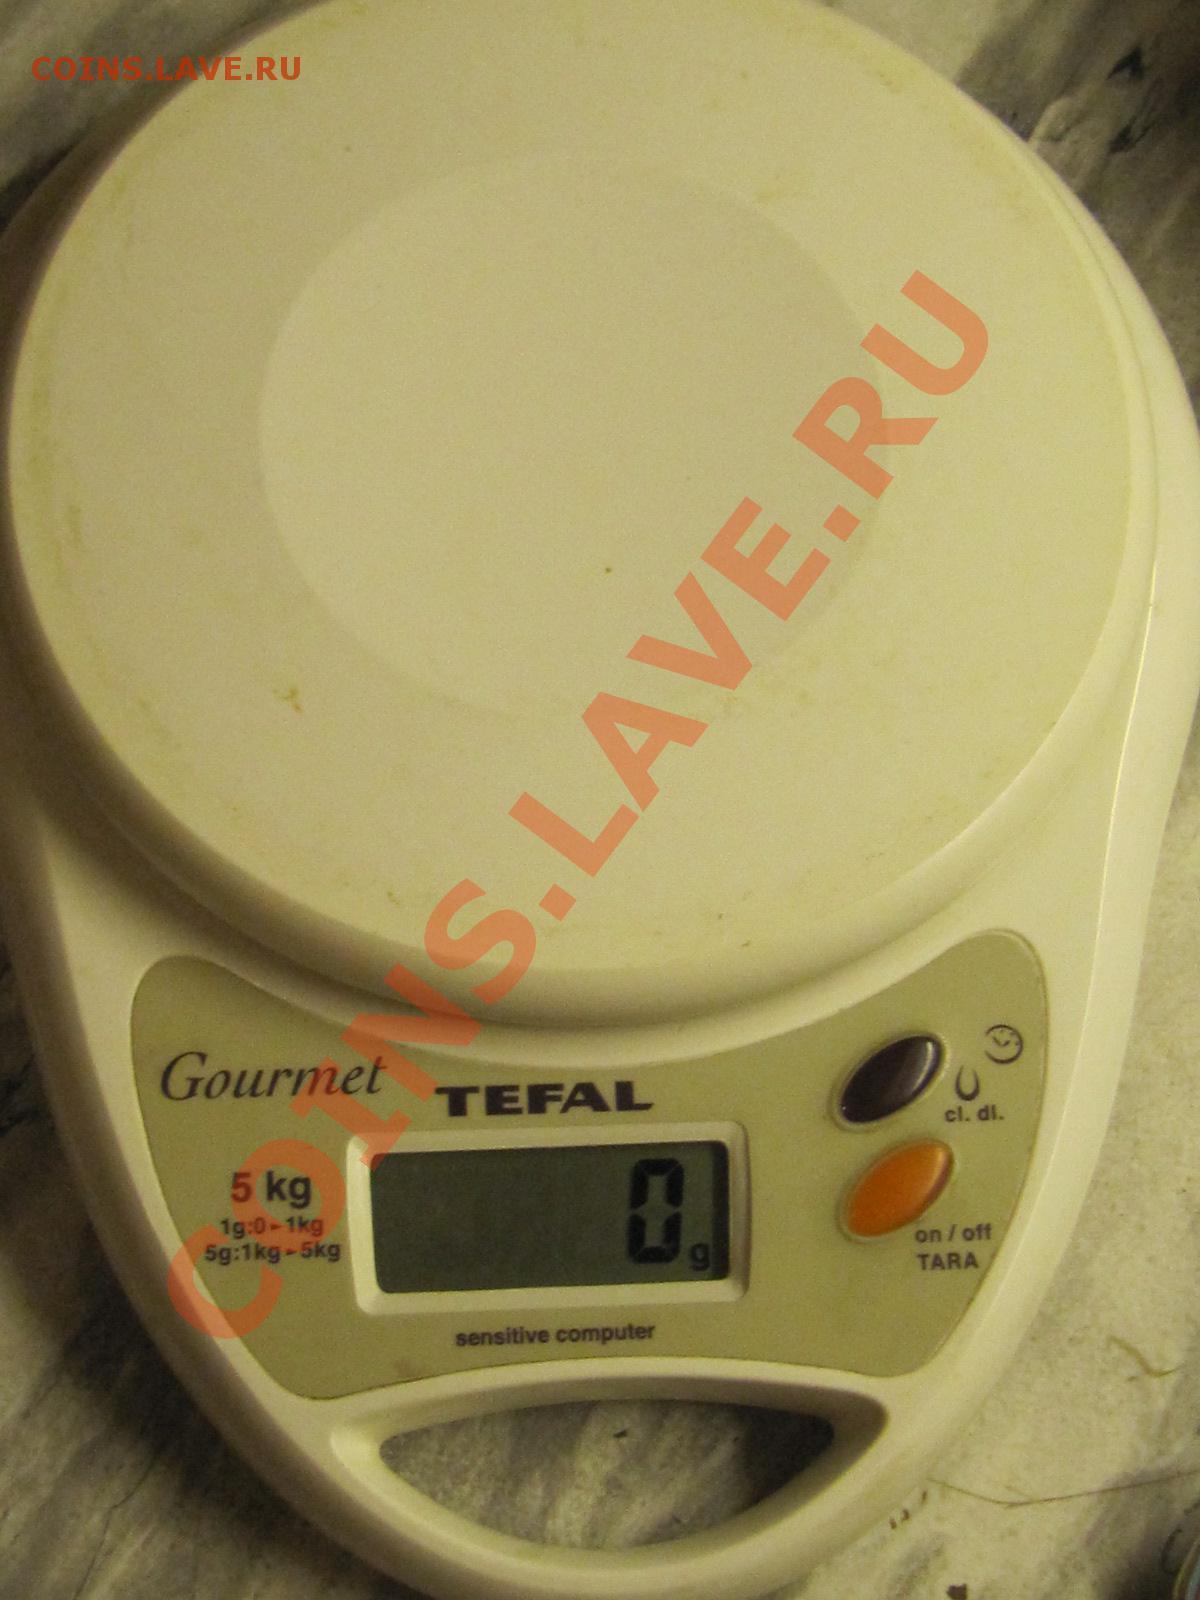 COINS.LAVE.RU
COINS.LAVE.RU
Gourmet
TEFAL
cl. dl.
5 kg
1g:0-1kg
5g:1kg-5kg
0 g
on / off
TARA
sensitive computer